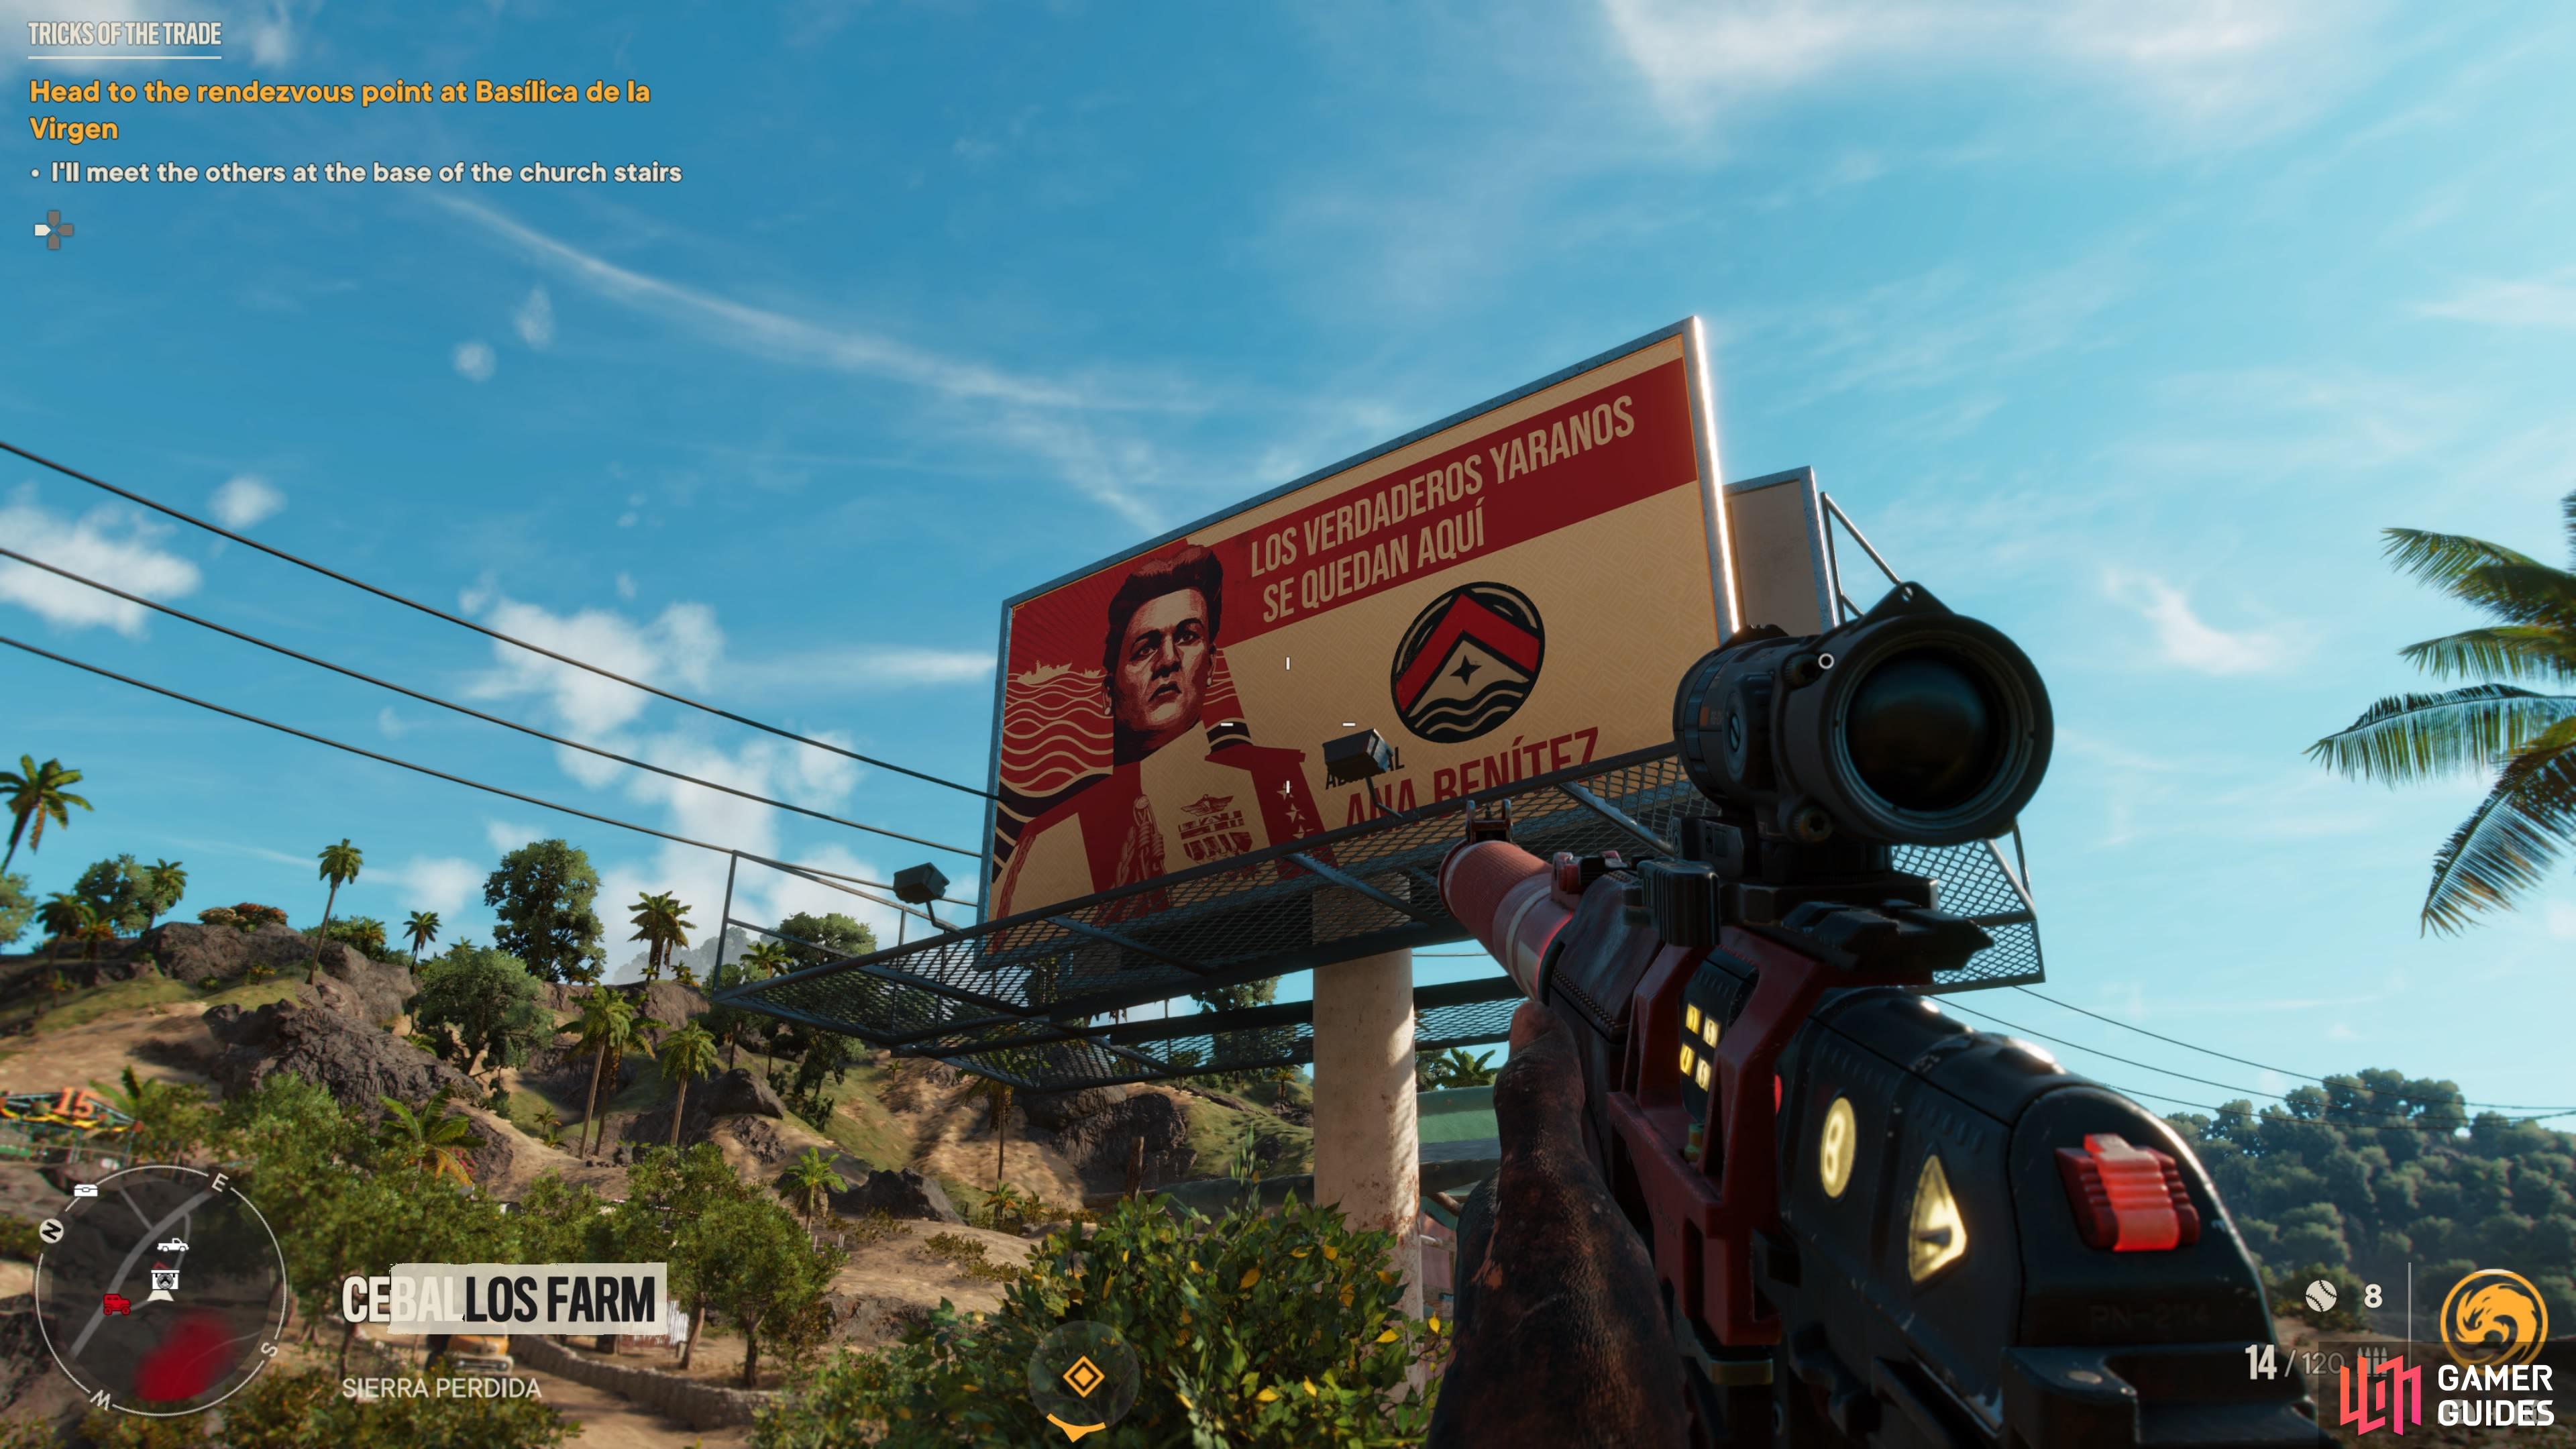 TRICKS OF THE TRADE
Head to the rendezvous point at Basílica de la
Virgen
• I'll meet the others at the base of the church stairs
LOS VERDADEROS YARANOS
SE QUEDAN AQUÍ
ANA BENÍTEZ
15
N
E
S
W
CEBALLOS FARM
SIERRA PERDIDA
8
14 / 120
GAMER
GUIDES